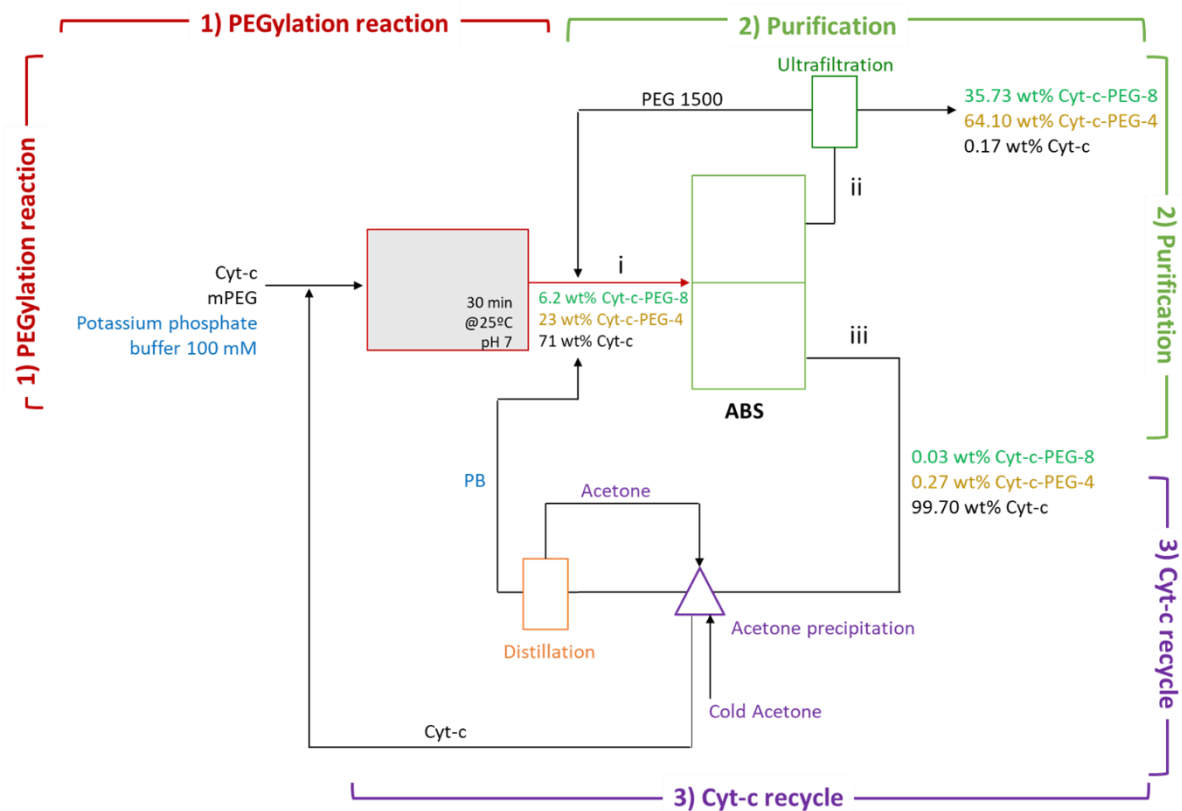 1) PEGylation reaction
2) Purification
Ultrafiltration
PEG 1500
35.73 wt% Cyt-c-PEG-8
64.10 wt% Cyt-c-PEG-4
0.17 wt% Cyt-c
ii
1) PEGylation reaction
2) Purification
Cyt-c
mPEG
Potassium phosphate
buffer 100 mM
30 min
@25ºC
pH 7
i
6.2 wt% Cyt-c-PEG-8
23 wt% Cyt-c-PEG-4
71 wt% Cyt-c
iii
ABS
0.03 wt% Cyt-c-PEG-8
0.27 wt% Cyt-c-PEG-4
99.70 wt% Cyt-c
PB
Acetone
Distillation
Acetone precipitation
Cold Acetone
Cyt-c
3) Cyt-c recycle
3) Cyt-c recycle